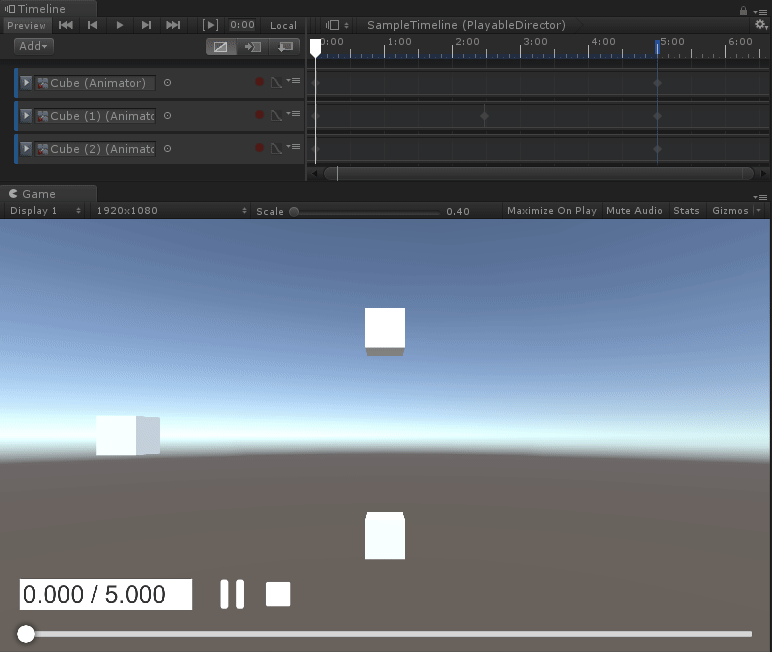 Timeline
Preview 0:00 Local SampleTimeline (PlayableDirector)
Add 0:00 1:00 2:00 3:00 4:00 5:00 6:00
Cube (Animator)
Cube (1) (Animato
Cube (2) (Animato
Game
Display 1 1920x1080 Scale 0.40 Maximize On Play Mute Audio Stats Gizmos
0.000 / 5.000